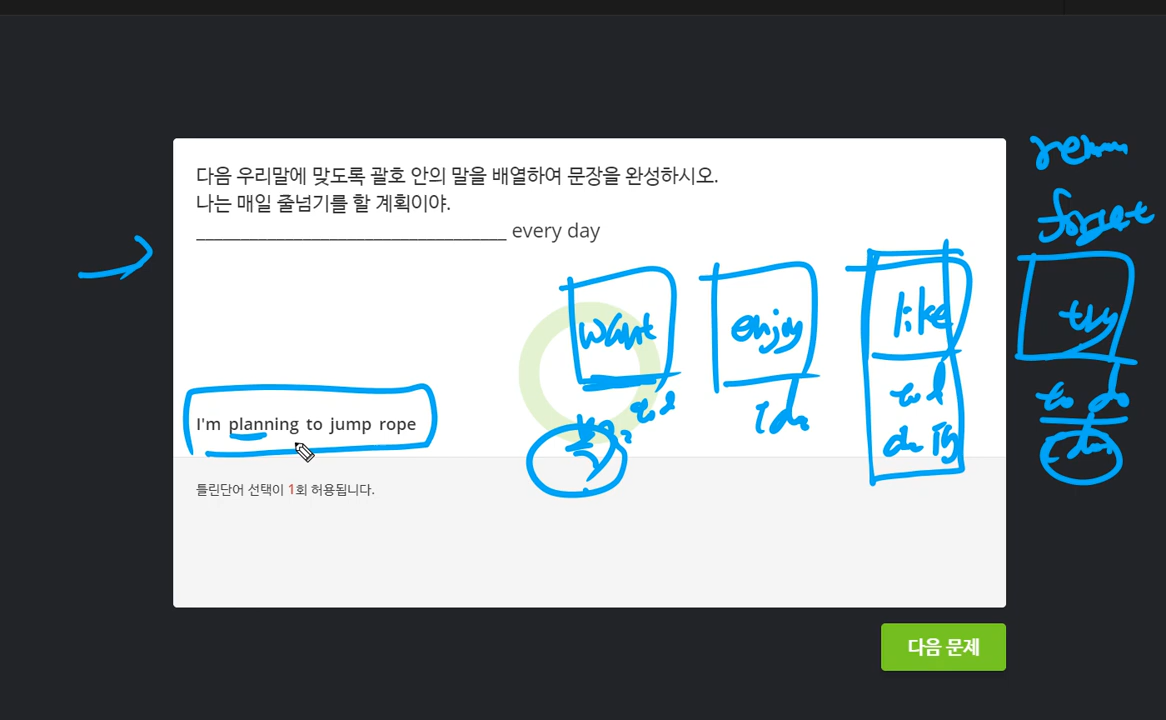 다음 우리말에 맞도록 괄호 안의 말을 배열하여 문장을 완성하시오.
나는 매일 줄넘기를 할 계획이야.
__________________________________ every day
forget
want
enjoy
like
try
I'm planning to jump rope
틀린단어 선택이 1회 허용됩니다.
다음 문제